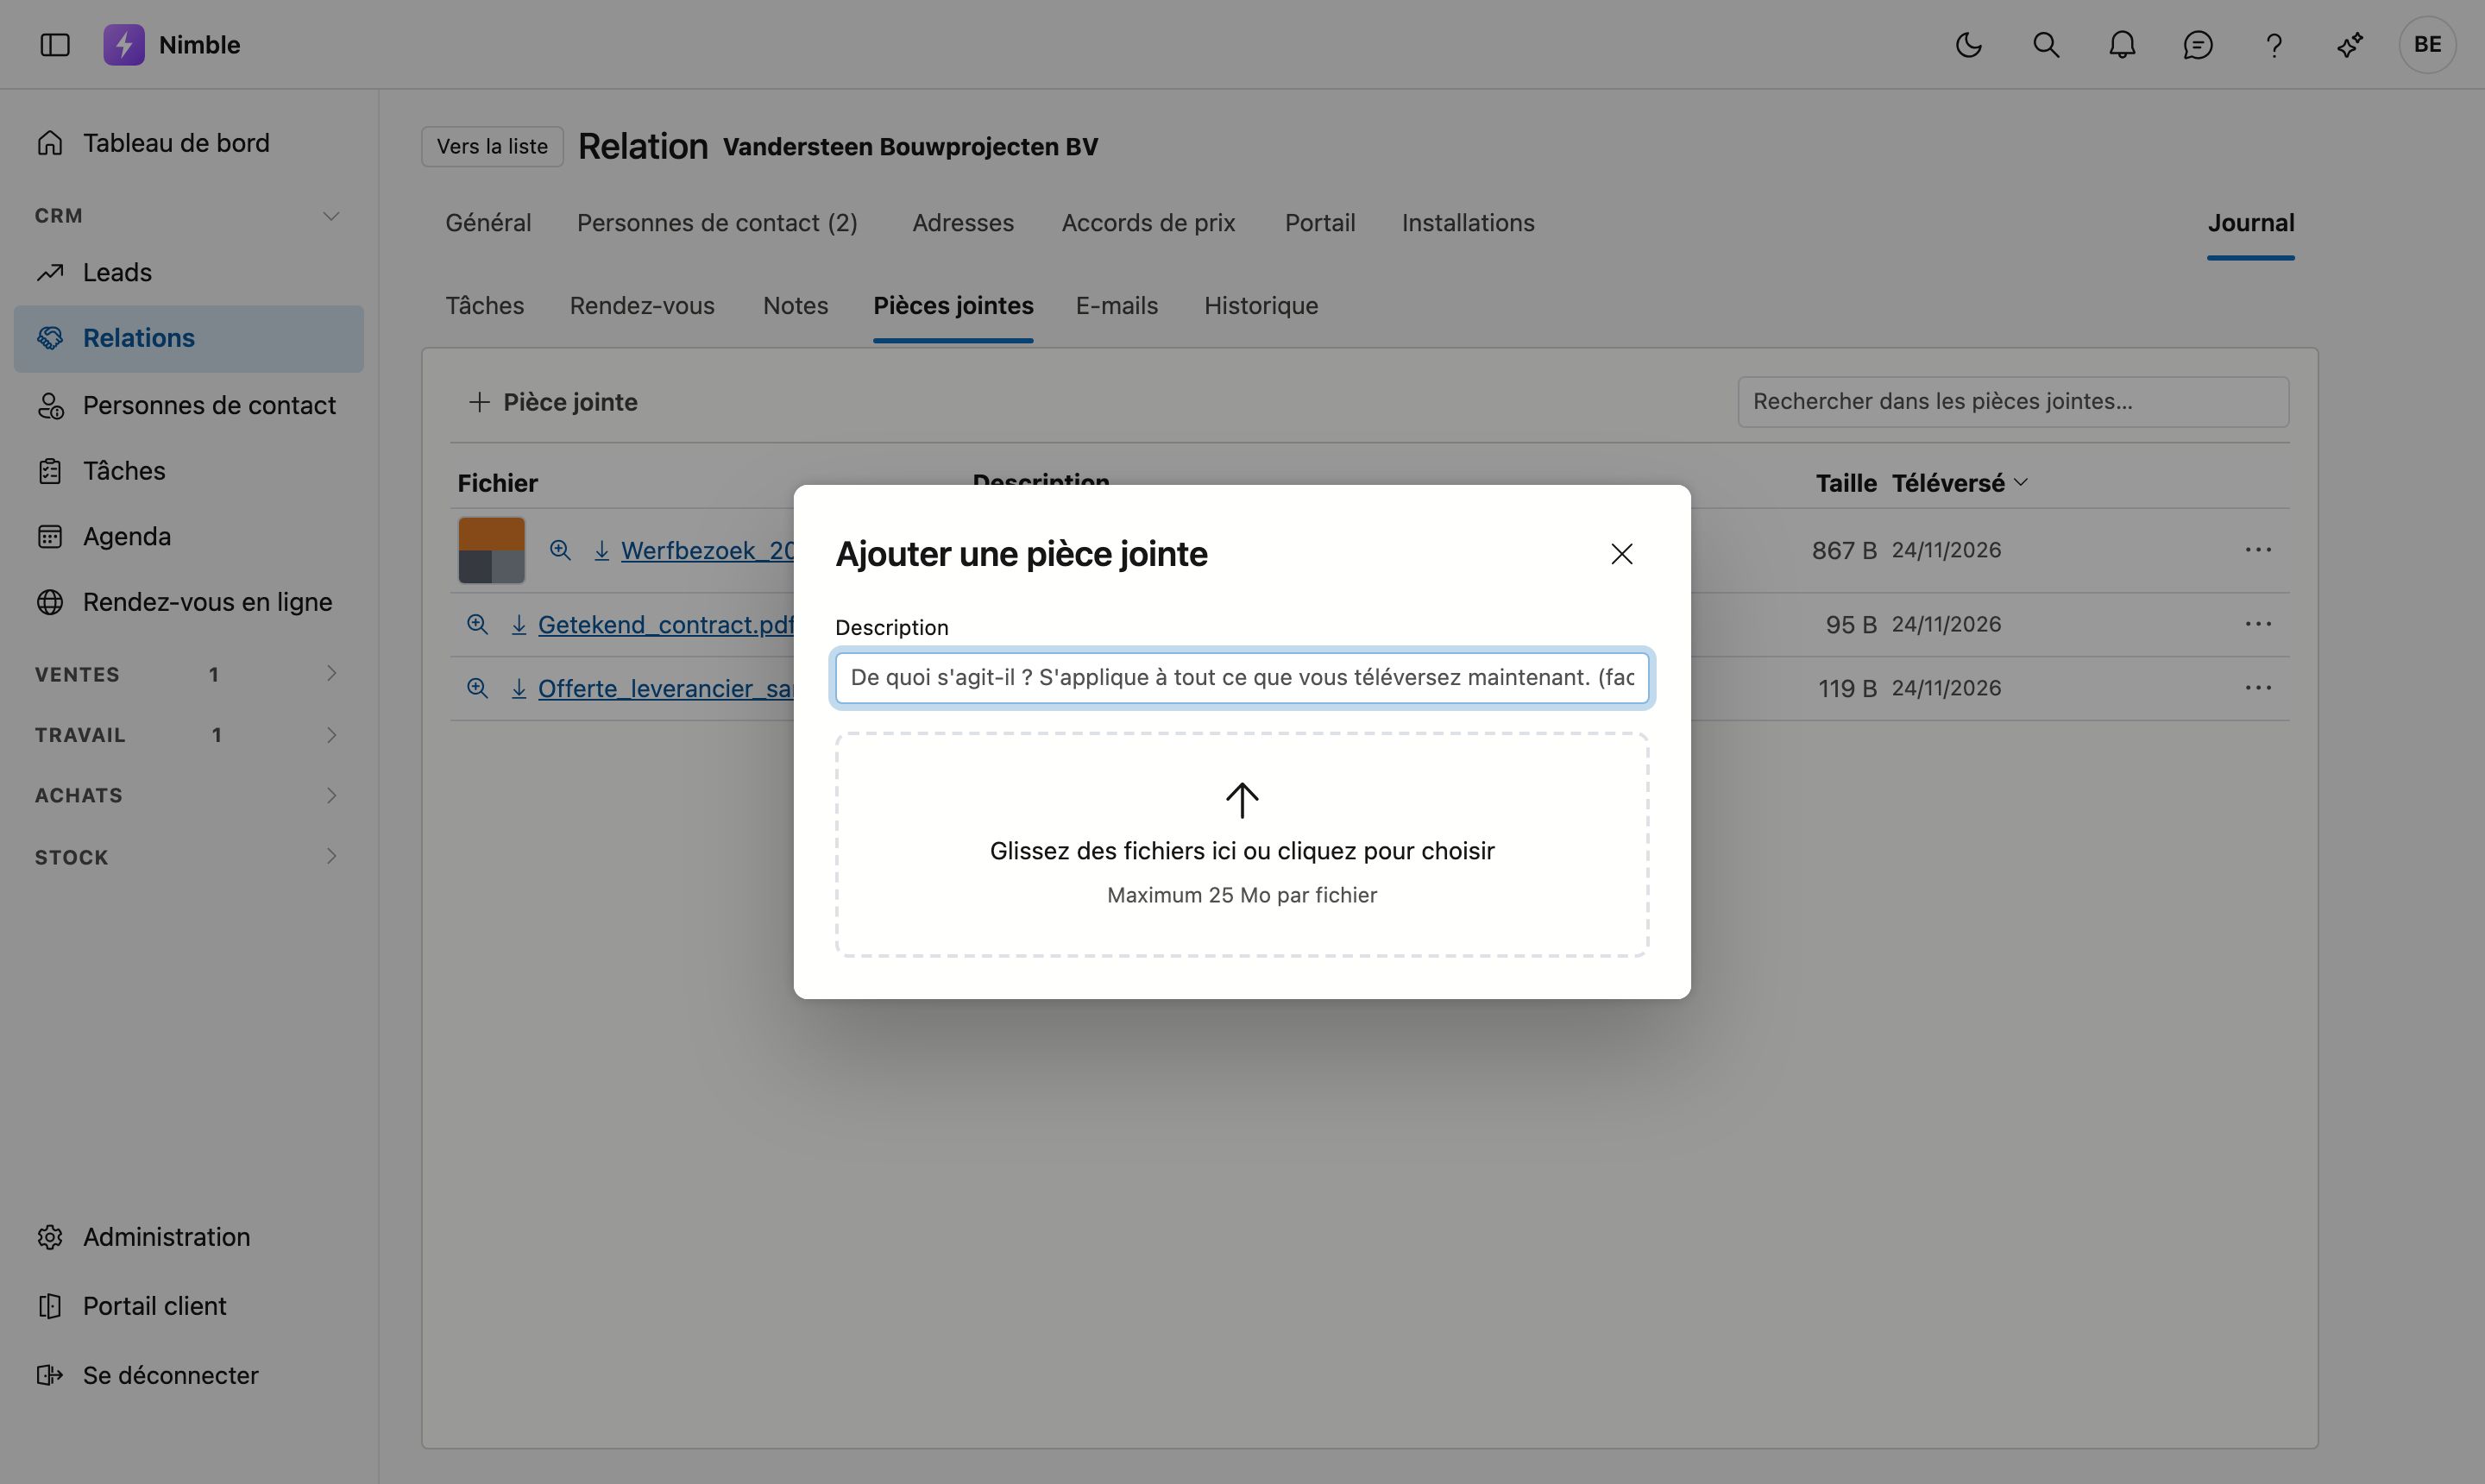 Nimble
BE
Tableau de bord
CRM
Leads
Relations
Personnes de contact
Tâches
Agenda
Rendez-vous en ligne
VENTES 1
TRAVAIL 1
ACHATS
STOCK
Administration
Portail client
Se déconnecter
Vers la liste Relation Vandersteen Bouwprojecten BV
Général Personnes de contact (2) Adresses Accords de prix Portail Installations Journal
Tâches Rendez-vous Notes Pièces jointes E-mails Historique
Pièce jointe
Rechercher dans les pièces jointes...
Fichier Description Taille Téléversé
Werfbezoek_20 867 B 24/11/2026
Getekend_contract.pdf 95 B 24/11/2026
Offerte_leverancier_sa 119 B 24/11/2026
Ajouter une pièce jointe
Description
De quoi s'agit-il ? S'applique à tout ce que vous téléversez maintenant. (fac
Glissez des fichiers ici ou cliquez pour choisir
Maximum 25 Mo par fichier